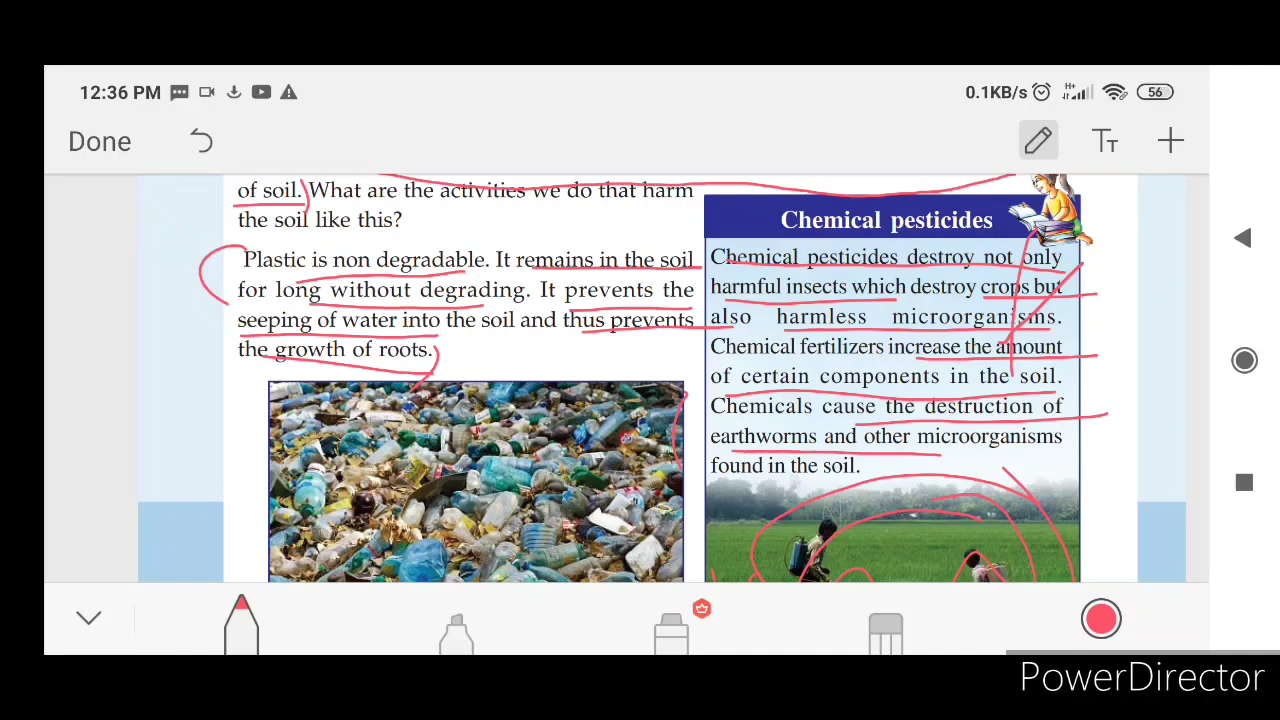 12:36 PM
0.1KB/s H+ 56
Done
of soil. What are the activities we do that harm
the soil like this?
Plastic is non degradable. It remains in the soil
for long without degrading. It prevents the
seeping of water into the soil and thus prevents
the growth of roots.
Chemical pesticides
Chemical pesticides destroy not only
harmful insects which destroy crops but
also harmless microorganisms.
Chemical fertilizers increase the amount
of certain components in the soil.
Chemicals cause the destruction of
earthworms and other microorganisms
found in the soil.
PowerDirector